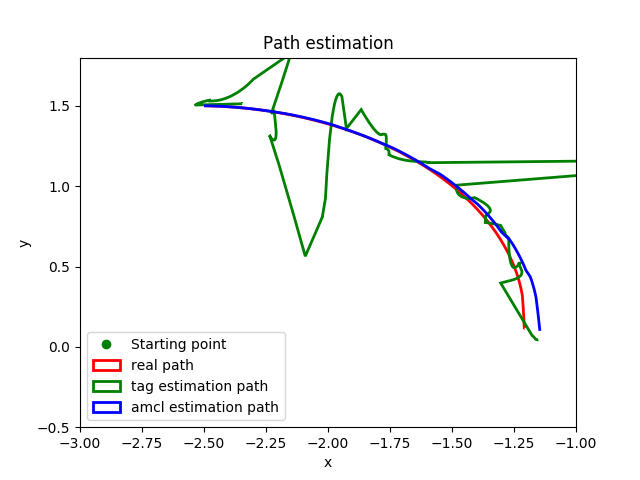 Path estimation
1.5
1.0
0.5
0.0
−0.5
y
Starting point
real path
tag estimation path
amcl estimation path
−3.00 −2.75 −2.50 −2.25 −2.00 −1.75 −1.50 −1.25 −1.00
x